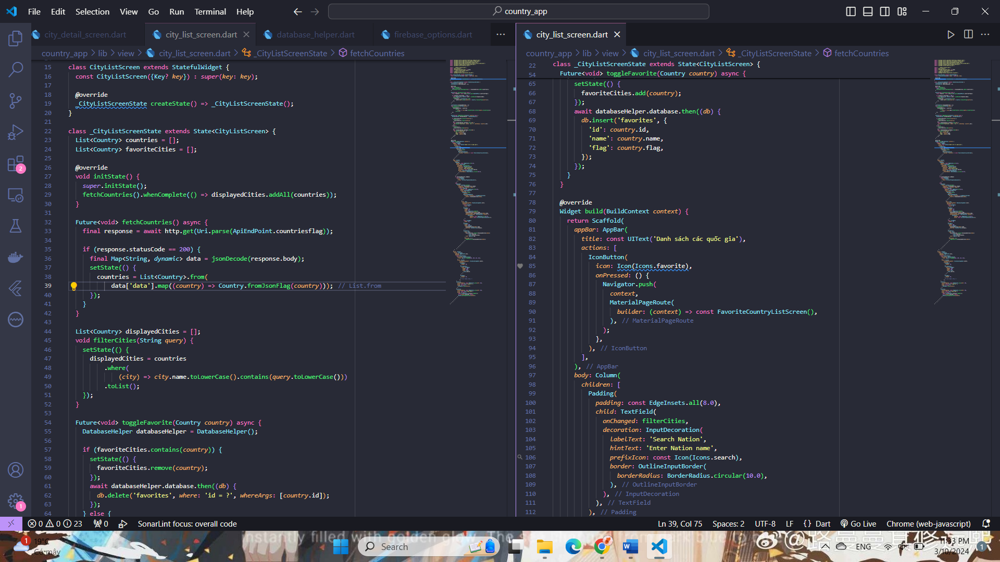 File Edit Selection View Go Run Terminal Help
country_app
city_detail_screen.dart
city_list_screen.dart
database_helper.dart
firebase_options.dart
country_app > lib > view > city_list_screen.dart > _CityListScreenState > fetchCountries
15 class CityListScreen extends StatefulWidget {
16 const CityListScreen({Key? key}) : super(key: key);
17
18 @override
19 _CityListScreenState createState() => _CityListScreenState();
20 }
21
22 class _CityListScreenState extends State<CityListScreen> {
23 List<Country> countries = [];
24 List<Country> favoriteCities = [];
25
26 @override
27 void initState() {
28 super.initState();
29 fetchCountries().whenComplete(() => displayedCities.addAll(countries));
30 }
31
32 Future<void> fetchCountries() async {
33 final response = await http.get(Uri.parse(ApiEndPoint.countriesflag));
34
35 if (response.statusCode == 200) {
36 final Map<String, dynamic> data = jsonDecode(response.body);
37 setState(() {
38 countries = List<Country>.from(
39 data['data'].map((country) => Country.fromJsonFlag(country))); // List.from
40 });
41 }
42 }
43
44 List<Country> displayedCities = [];
45 void filterCities(String query) {
46 setState(() {
47 displayedCities = countries
48 .where(
49 (city) => city.name.toLowerCase().contains(query.toLowerCase()))
50 .toList();
51 });
52 }
53
54 Future<void> toggleFavorite(Country country) async {
55 DatabaseHelper databaseHelper = DatabaseHelper();
56
57 if (favoriteCities.contains(country)) {
58 setState(() {
59 favoriteCities.remove(country);
60 });
61 await databaseHelper.database.then((db) {
62 db.delete('favorites', where: 'id = ?', whereArgs: [country.id]);
63 });
64 } else {
city_list_screen.dart
country_app > lib > view > city_list_screen.dart > _CityListScreenState > fetchCountries
22 class _CityListScreenState extends State<CityListScreen> {
54 Future<void> toggleFavorite(Country country) async {
65 setState(() {
66 favoriteCities.add(country);
67 });
68 await databaseHelper.database.then((db) {
69 db.insert('favorites', {
70 'id': country.id,
71 'name': country.name,
72 'flag': country.flag,
73 });
74 });
75 }
76 }
77
78 @override
79 Widget build(BuildContext context) {
80 return Scaffold(
81 appBar: AppBar(
82 title: const UIText('Danh sách các quốc gia'),
83 actions: [
84 IconButton(
85 icon: Icon(Icons.favorite),
86 onPressed: () {
87 Navigator.push(
88 context,
89 MaterialPageRoute(
90 builder: (context) => const FavoriteCountryListScreen(),
91 ), // MaterialPageRoute
92 );
93 },
94 ), // IconButton
95 ],
96 ), // AppBar
97 body: Column(
98 children: [
99 Padding(
100 padding: const EdgeInsets.all(8.0),
101 child: TextField(
102 onChanged: filterCities,
103 decoration: InputDecoration(
104 labelText: 'Search Nation',
105 hintText: 'Enter Nation name',
106 prefixIcon: const Icon(Icons.search),
107 border: OutlineInputBorder(
108 borderRadius: BorderRadius.circular(10.0),
109 ), // OutlineInputBorder
110 ), // InputDecoration
111 ), // TextField
112 ), // Padding
2
1
0 0 23 0 SonarLint focus: overall code
Ln 39, Col 75 Spaces: 2 UTF-8 LF {} Dart Go Live Chrome (web-javascript)
instantly filled with golden glow. The
1
19°C
Có mây
Search
ENG
11:33 PM
3/10/2024
1